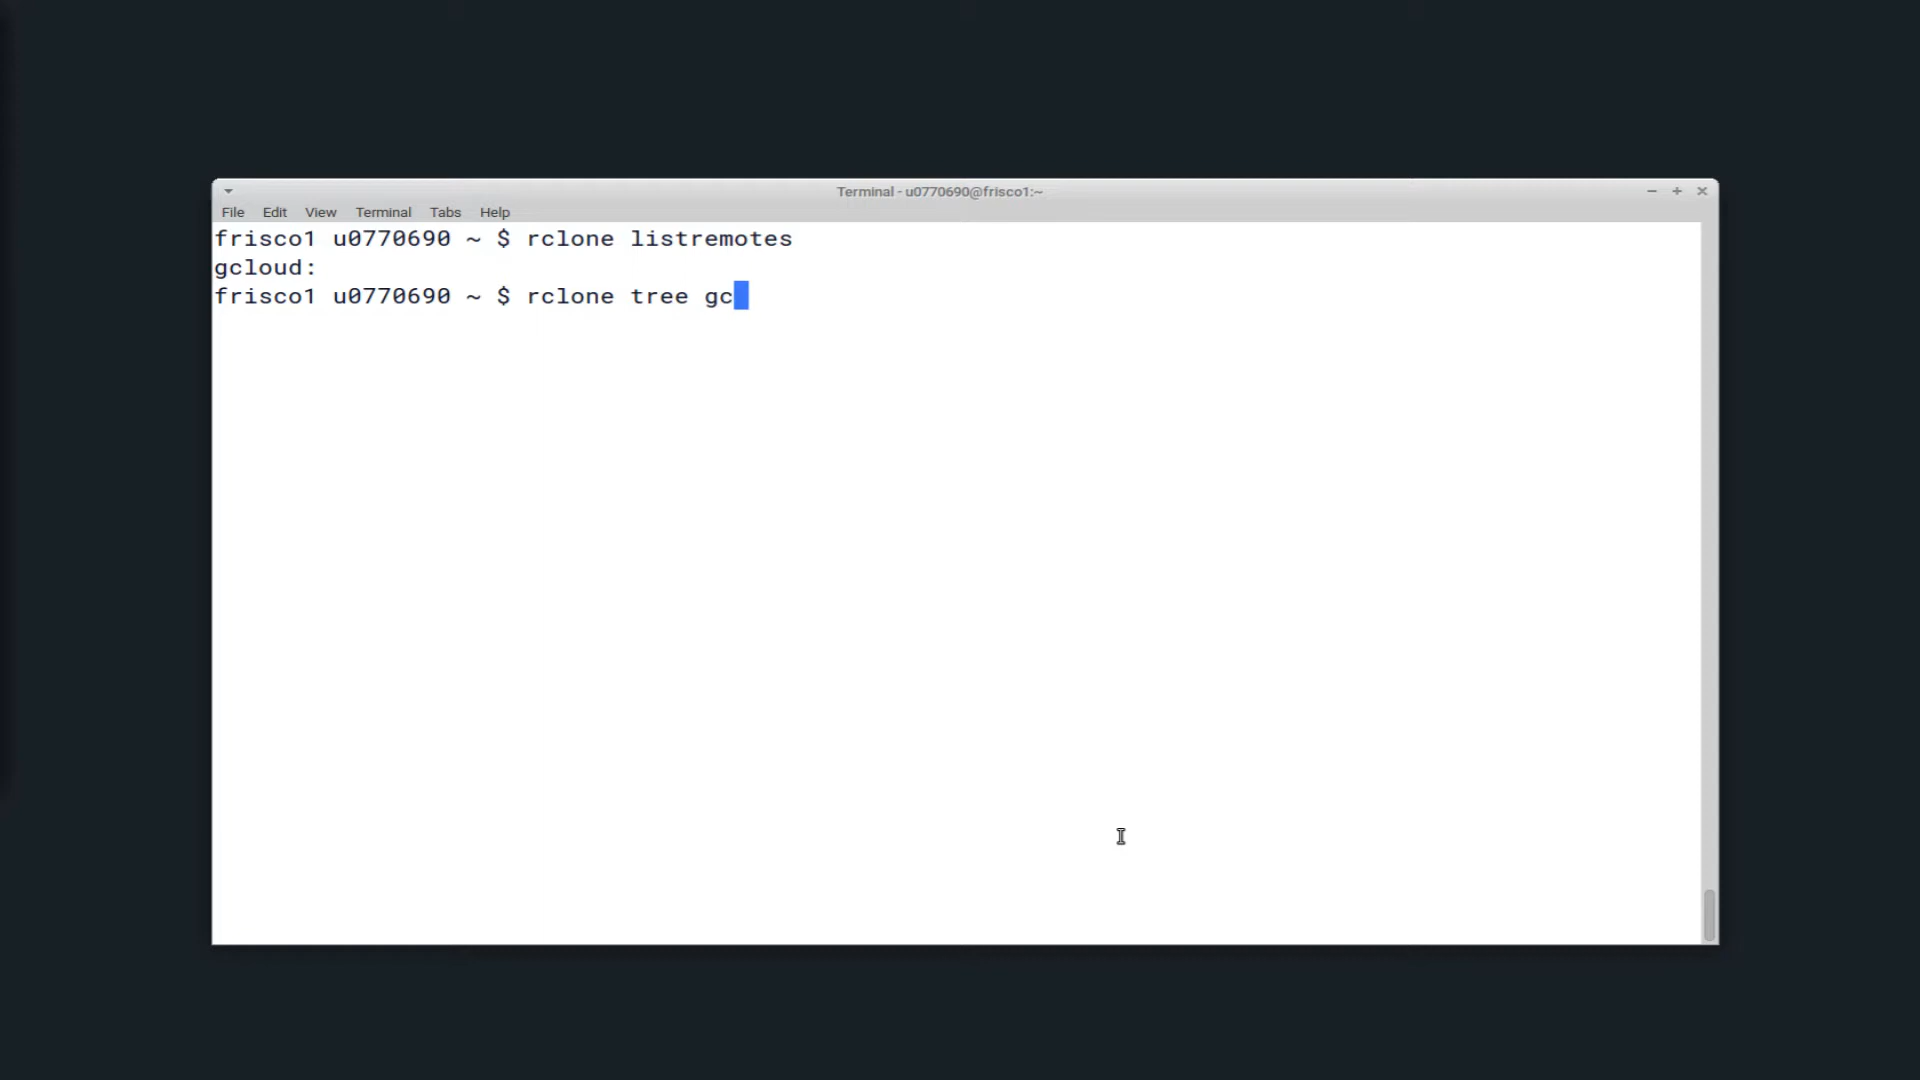 Terminal - u0770690@frisco1:~
File Edit View Terminal Tabs Help
frisco1 u0770690 ~ $ rclone listremotes
gcloud:
frisco1 u0770690 ~ $ rclone tree gc